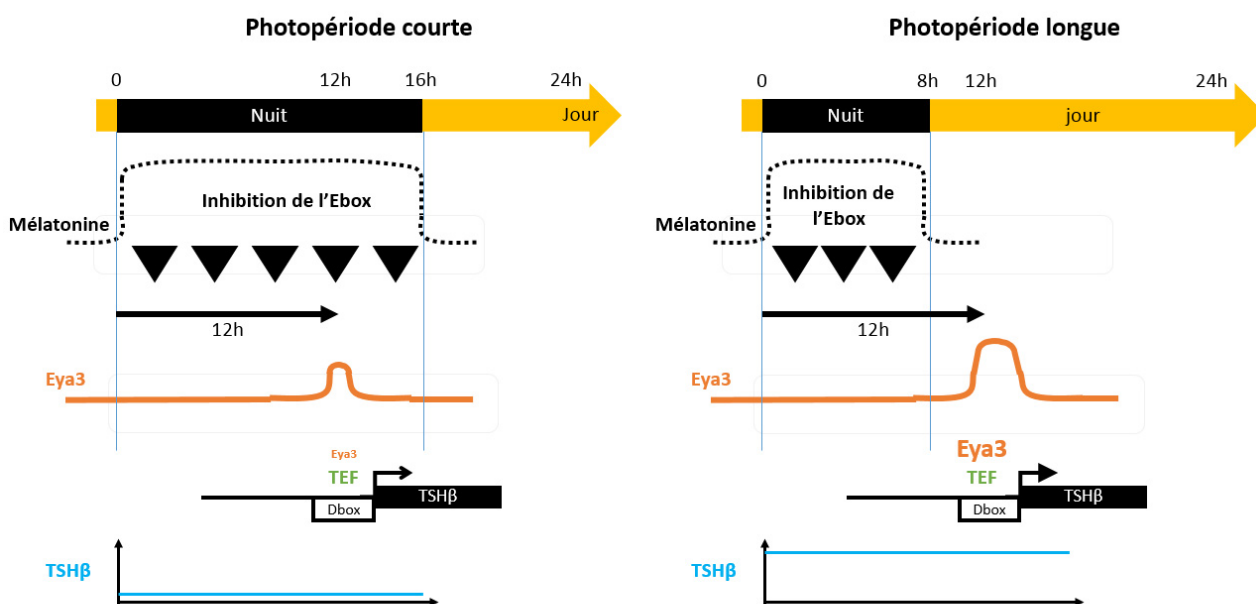 Photopériode courte
0 12h 16h 24h
Nuit Jour
Inhibition de l'Ebox
Mélatonine
12h
Eya3
Eya3
TEF
TSHβ
Dbox
TSHβ
Photopériode longue
0 8h 12h 24h
Nuit jour
Inhibition de
l'Ebox
Mélatonine
12h
Eya3
Eya3
TEF
TSHβ
Dbox
TSHβ